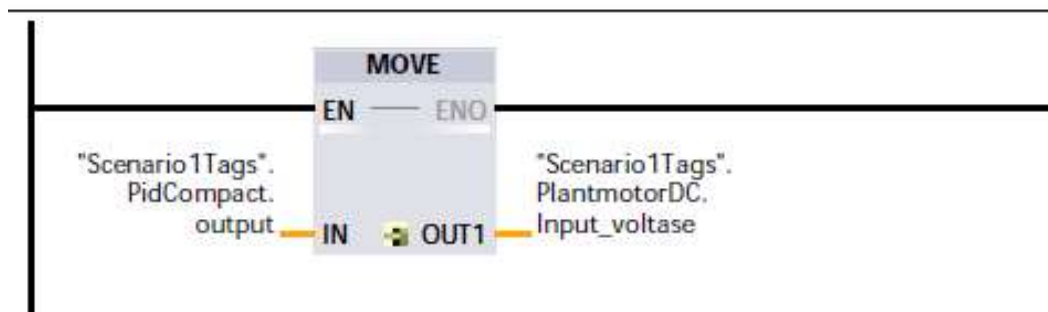 MOVE
EN ENO
"Scenario1Tags".
PidCompact.
output
IN OUT1
"Scenario1Tags".
PlantmotorDC.
Input_voltase